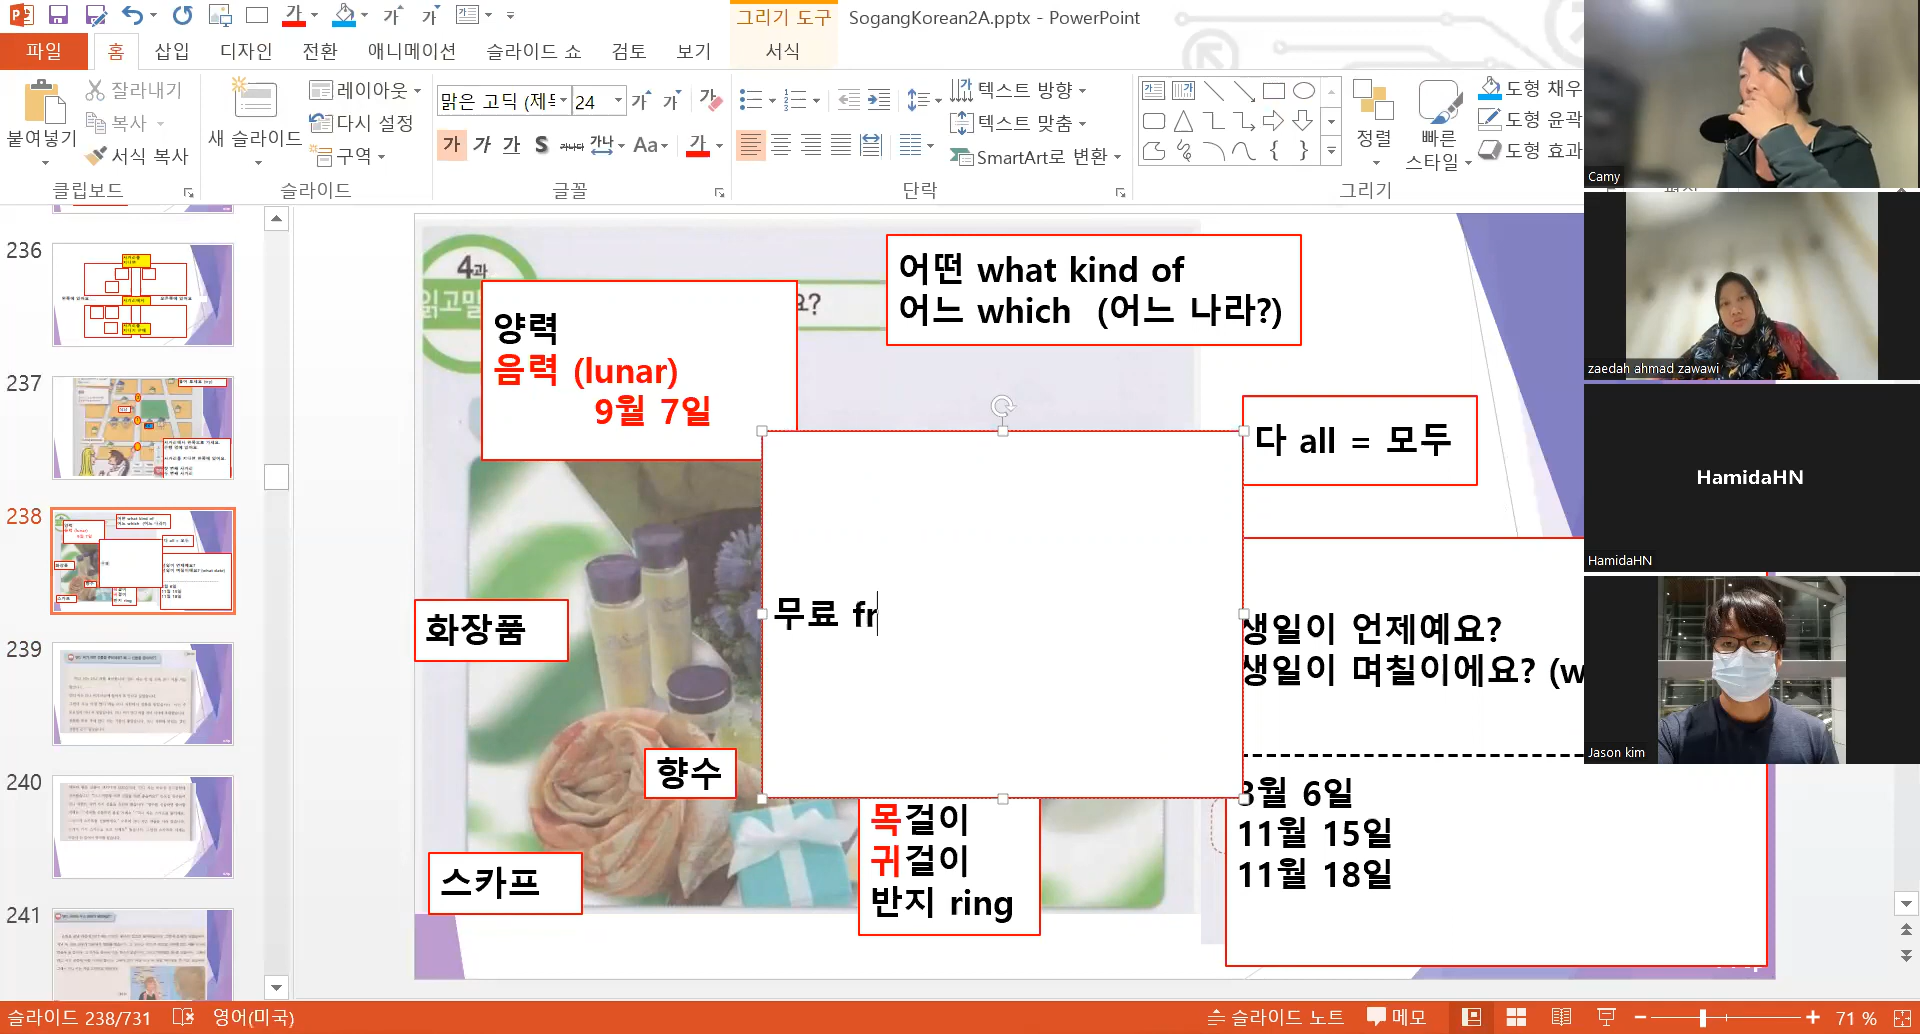 그리기 도구
SogangKorean2A.pptx - PowerPoint
파일
홈
삽입
디자인
전환
애니메이션
슬라이드 쇼
검토
보기
서식
붙여넣기
잘라내기
복사
서식 복사
클립보드
새 슬라이드
레이아웃
다시 설정
구역
슬라이드
맑은 고딕 (제목
24
글꼴
텍스트 방향
텍스트 맞춤
SmartArt로 변환
단락
정렬
빠른
스타일
도형 채우
도형 윤곽
도형 효과
그리기
236
237
238
239
240
241
4과
읽고말
요?
양력
음력 (lunar)
9월 7일
어떤 what kind of
어느 which (어느 나라?)
다 all = 모두
무료 fr
화장품
향수
스카프
목걸이
귀걸이
반지 ring
생일이 언제예요?
생일이 며칠이에요? (w
3월 6일
11월 15일
11월 18일
Camy
zaedah ahmad zawawi
HamidaHN
HamidaHN
Jason kim
슬라이드 238/731
영어(미국)
슬라이드 노트
메모
71 %